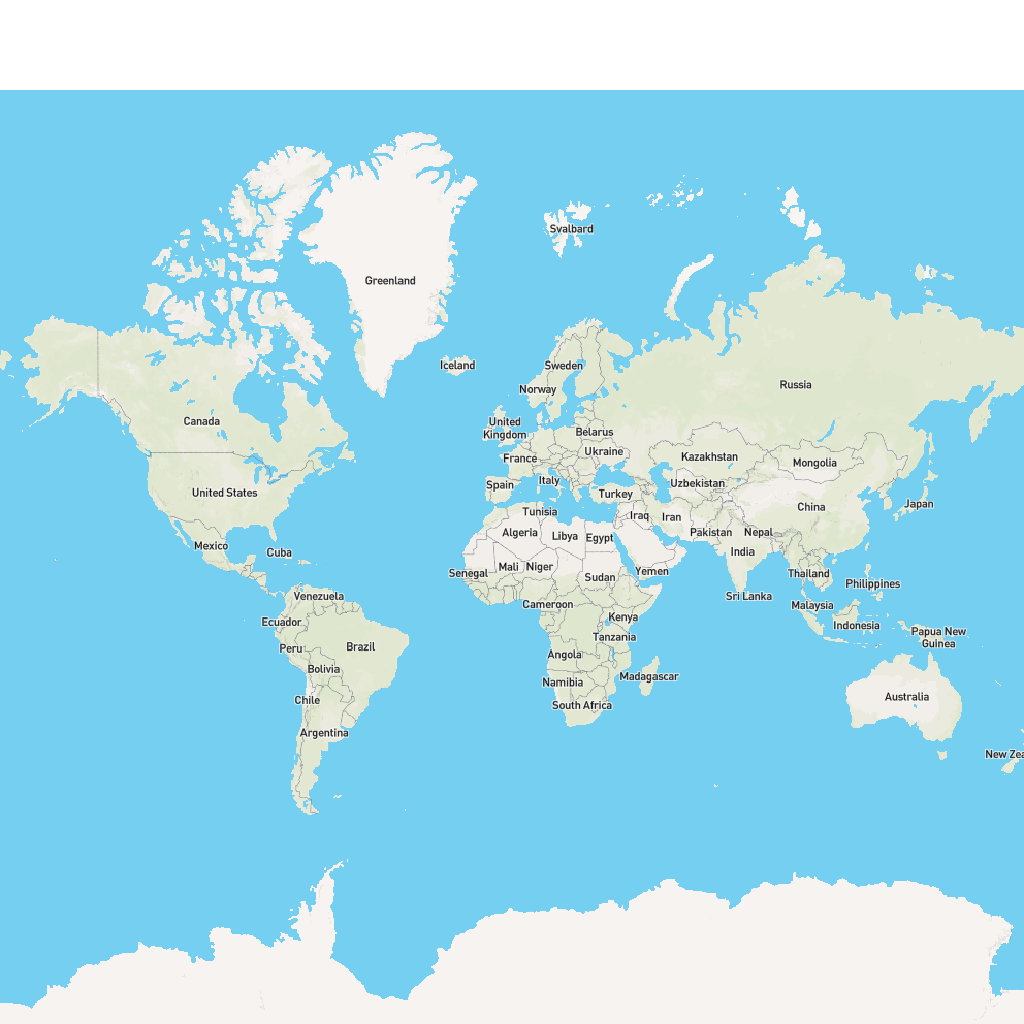 Svalbard
Greenland
Iceland
Sweden
Norway
Russia
Canada
United
Kingdom
Belarus
Ukraine
France
Kazakhstan
Mongolia
Spain
Italy
Uzbekistan
United States
Turkey
Japan
China
Tunisia
Iraq
Iran
Algeria
Libya
Egypt
Pakistan
Nepal
Mexico
Cuba
India
Senegal
Mali
Niger
Sudan
Yemen
Thailand
Philippines
Venezuela
Sri Lanka
Cameroon
Malaysia
Ecuador
Kenya
Indonesia
Papua New
Guinea
Peru
Brazil
Tanzania
Angola
Bolivia
Namibia
Madagascar
Chile
South Africa
Australia
Argentina
New Zea